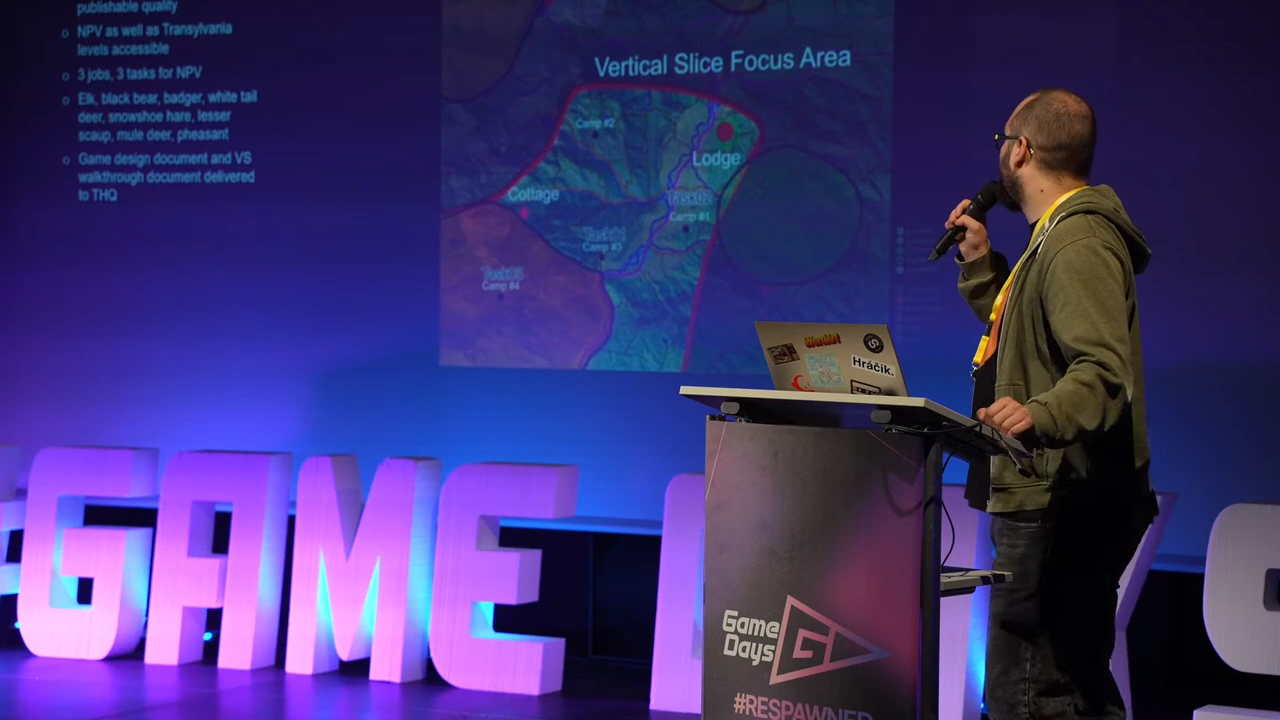 publishable quality
o NPV as well as Transylvania
levels accessible
o 3 jobs, 3 tasks for NPV
o Elk, black bear, badger, white tail
deer, snowshoe hare, lesser
scaup, mule deer, pheasant
o Game design document and VS
walkthrough document delivered
to THQ
Vertical Slice Focus Area
Camp #2
Lodge
Cottage
Task02
Camp #1
Camp #3
Task03
Camp #4
Hráčik.
GAME
Game
Days
#RESPAWNED